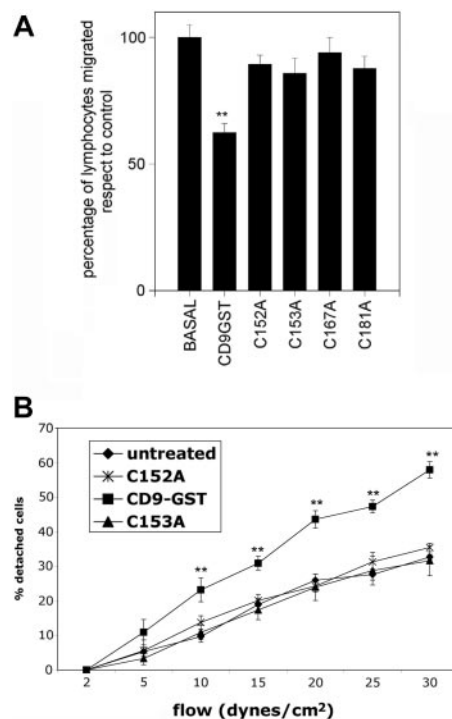 A
percentage of lymphocytes migrated
respect to control
100
50
0
**
BASAL
CD9GST
C152A
C153A
C167A
C181A
B
% detached cells
70
60
50
40
30
20
10
0
untreated
C152A
CD9-GST
C153A
**
**
**
**
**
2 5 10 15 20 25 30
flow (dynes/cm²)